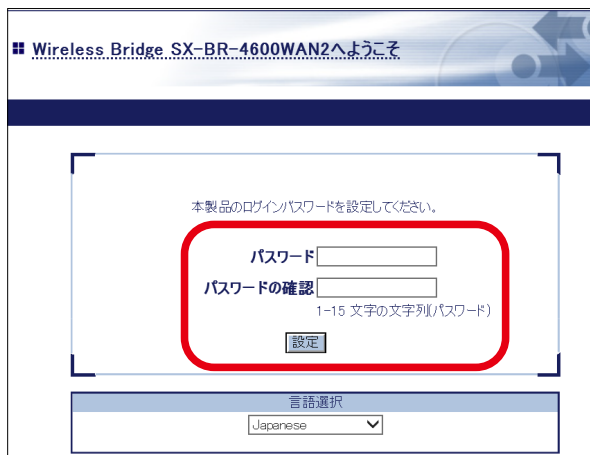 Wireless Bridge SX-BR-4600WAN2へようこそ
本製品のログインパスワードを設定してください。
パスワード
パスワードの確認
1-15 文字の文字列(パスワード)
設定
言語選択
Japanese